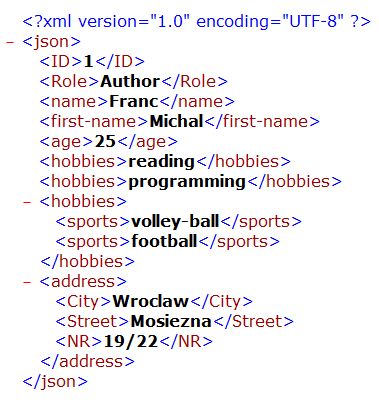 <?xml version="1.0" encoding="UTF-8" ?>
– <json>
<ID>1</ID>
<Role>Author</Role>
<name>Franc</name>
<first-name>Michal</first-name>
<age>25</age>
<hobbies>reading</hobbies>
<hobbies>programming</hobbies>
– <hobbies>
<sports>volley-ball</sports>
<sports>football</sports>
</hobbies>
– <address>
<City>Wroclaw</City>
<Street>Mosiezna</Street>
<NR>19/22</NR>
</address>
</json>